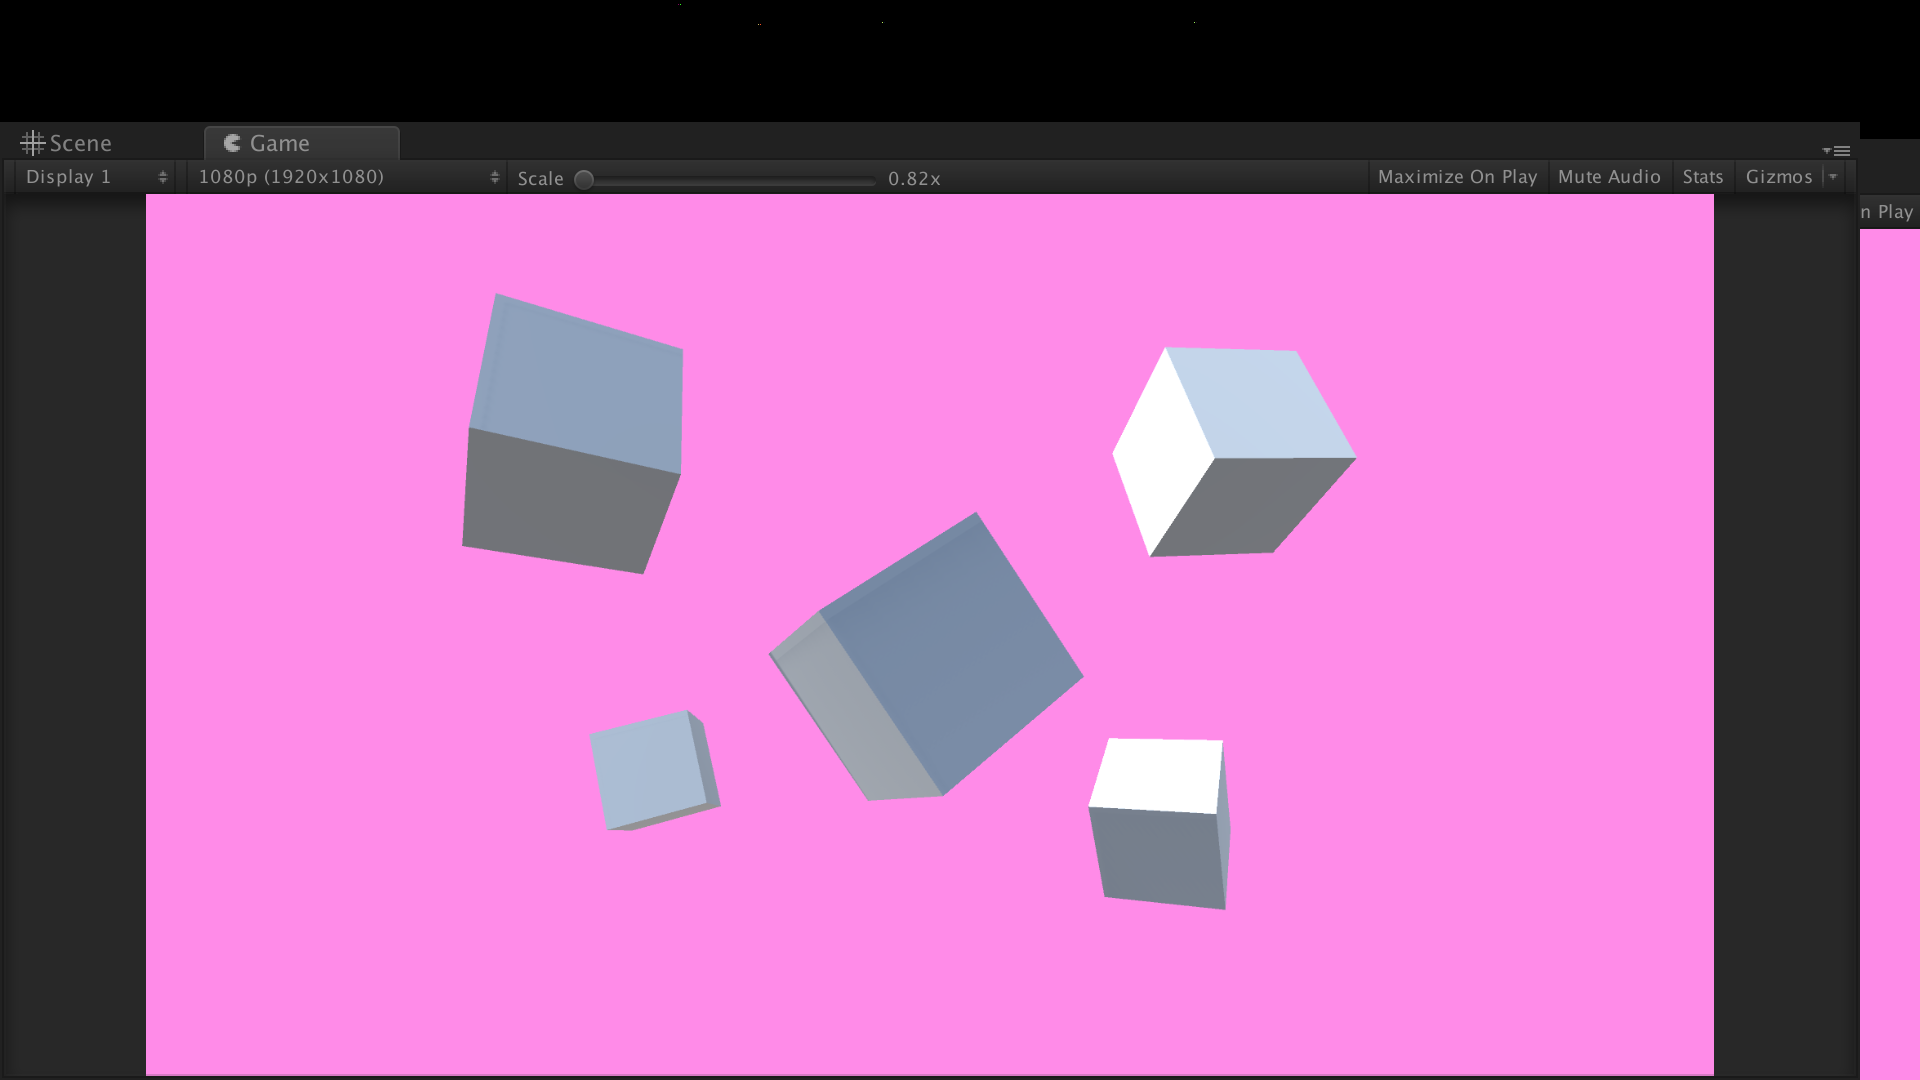 Scene
Game
Display 1
1080p (1920x1080)
Scale
0.82x
Maximize On Play
Mute Audio
Stats
Gizmos
n Play